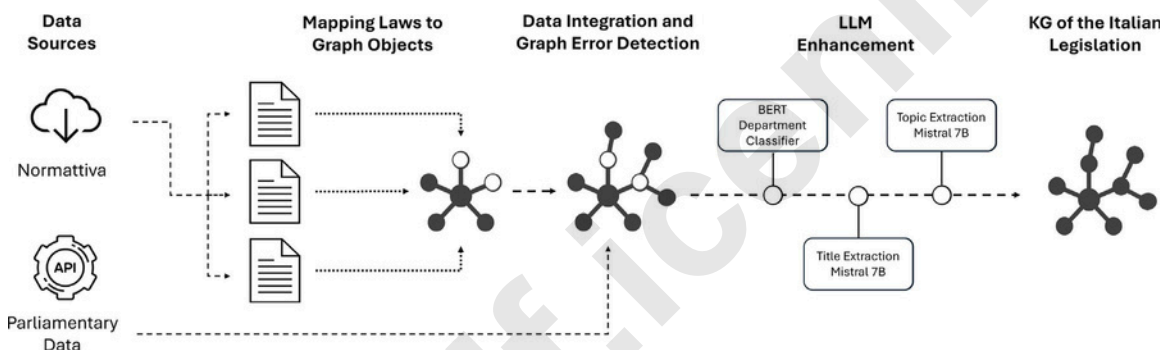 Data
Sources
Mapping Laws to
Graph Objects
Data Integration and
Graph Error Detection
LLM
Enhancement
KG of the Italian
Legislation
Normattiva
BERT
Department
Classifier
Topic Extraction
Mistral 7B
Title Extraction
Mistral 7B
API
Parliamentary
Data